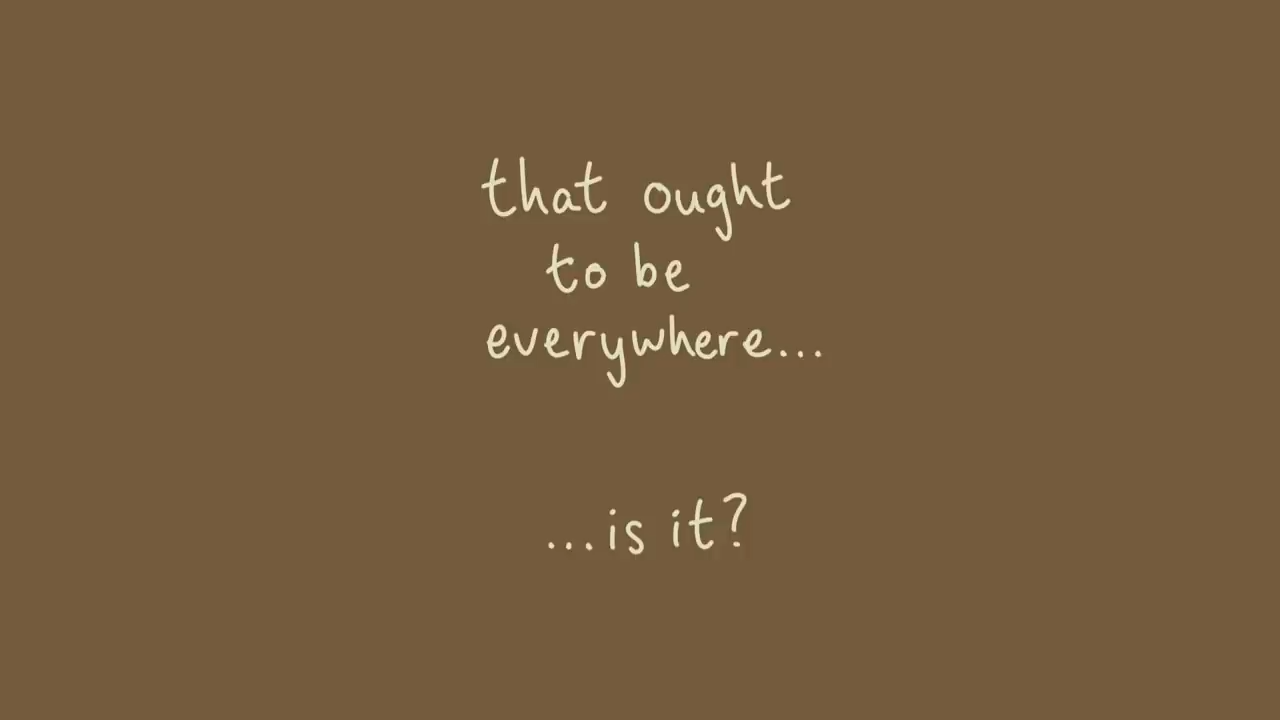 that ought
to be
everywhere...
...is it?